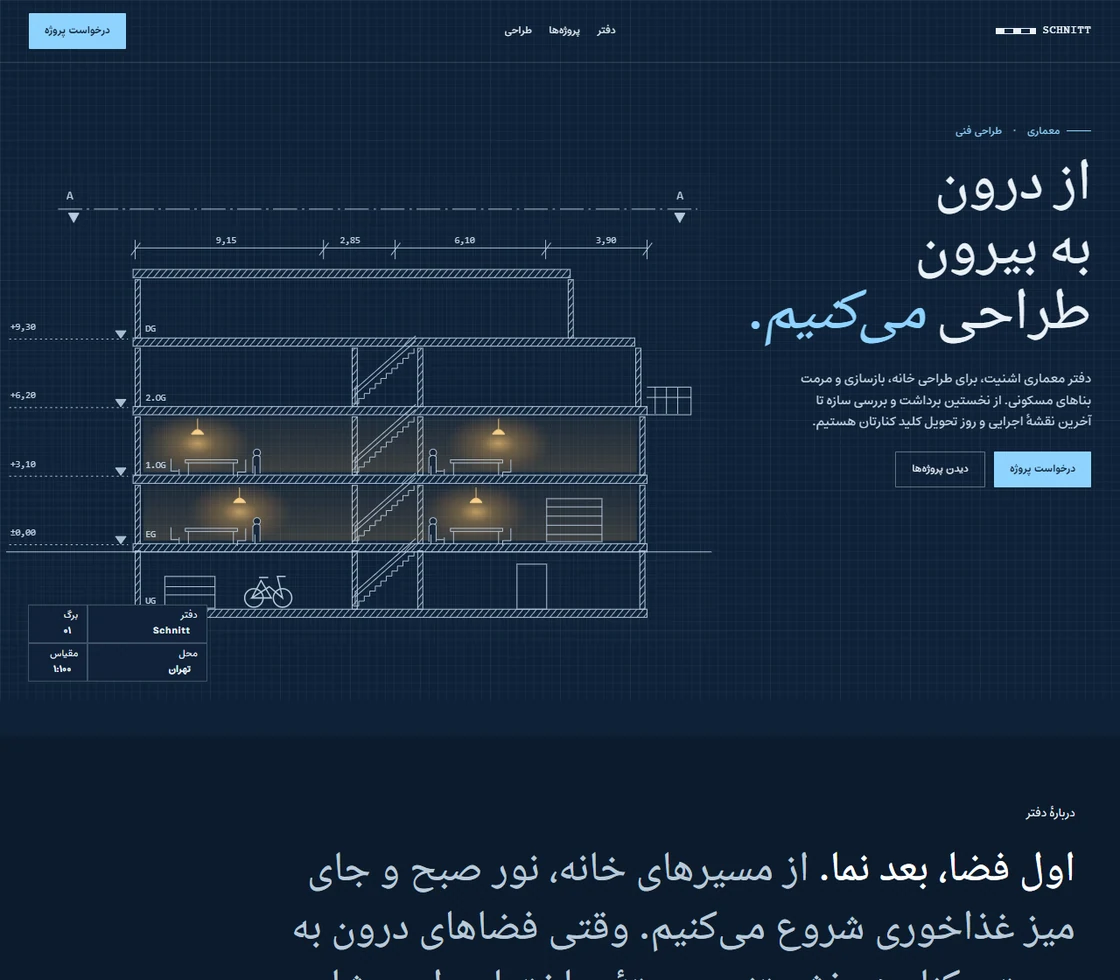 SCHNITT
دفتر
پروژه‌ها
طراحی
درخواست پروژه
معماری · طراحی فنی
از درون
به بیرون
طراحی می‌کنیم.
دفتر معماری اشنیت، برای طراحی خانه، بازسازی و مرمت
بناهای مسکونی. از نخستین برداشت و بررسی سازه تا
آخرین نقشهٔ اجرایی و روز تحویل کلید کنارتان هستیم.
درخواست پروژه
دیدن پروژه‌ها
A
A
9,15
2,85
6,10
3,90
+9,30
DG
+6,20
2.OG
+3,10
1.OG
±0,00
EG
UG
دفتر
Schnitt
برگ
۰۱
محل
تهران
مقیاس
۱:۱۰۰
دربارهٔ دفتر
اول فضا، بعد نما. از مسیرهای خانه، نور صبح و جای
میز غذاخوری شروع می‌کنیم. وقتی فضاهای درون به